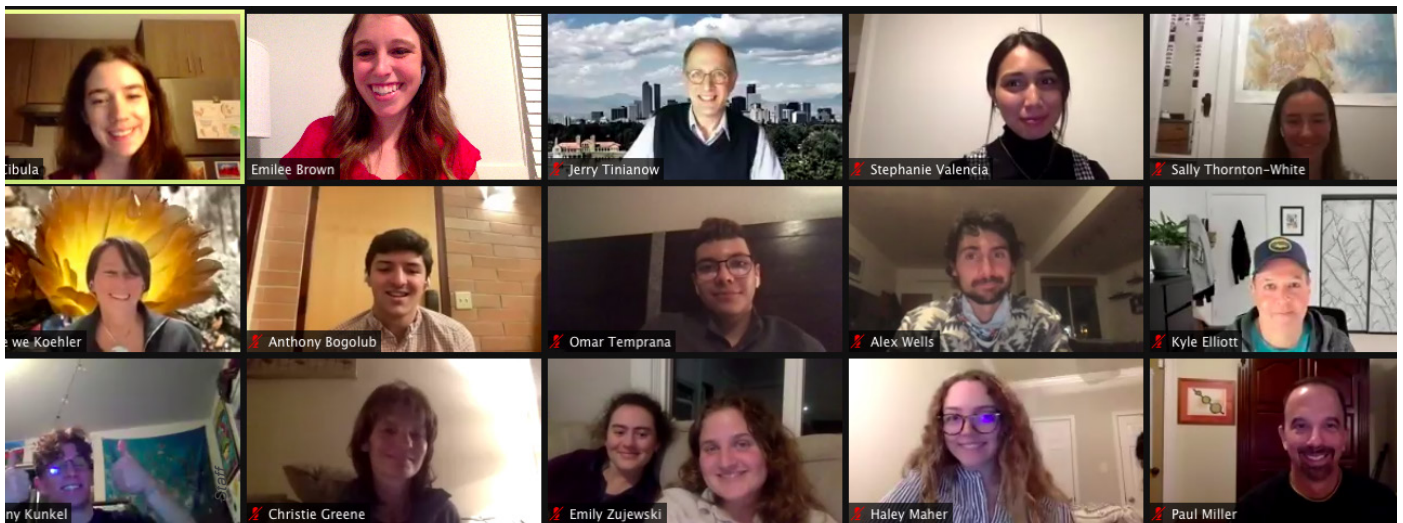 Cibula
Emilee Brown
Jerry Tinianow
Stephanie Valencia
Sally Thornton-White
e we Koehler
Anthony Bogolub
Omar Temprana
Alex Wells
Kyle Elliott
ny Kunkel
Staff
Christie Greene
Emily Zujewski
Haley Maher
Paul Miller